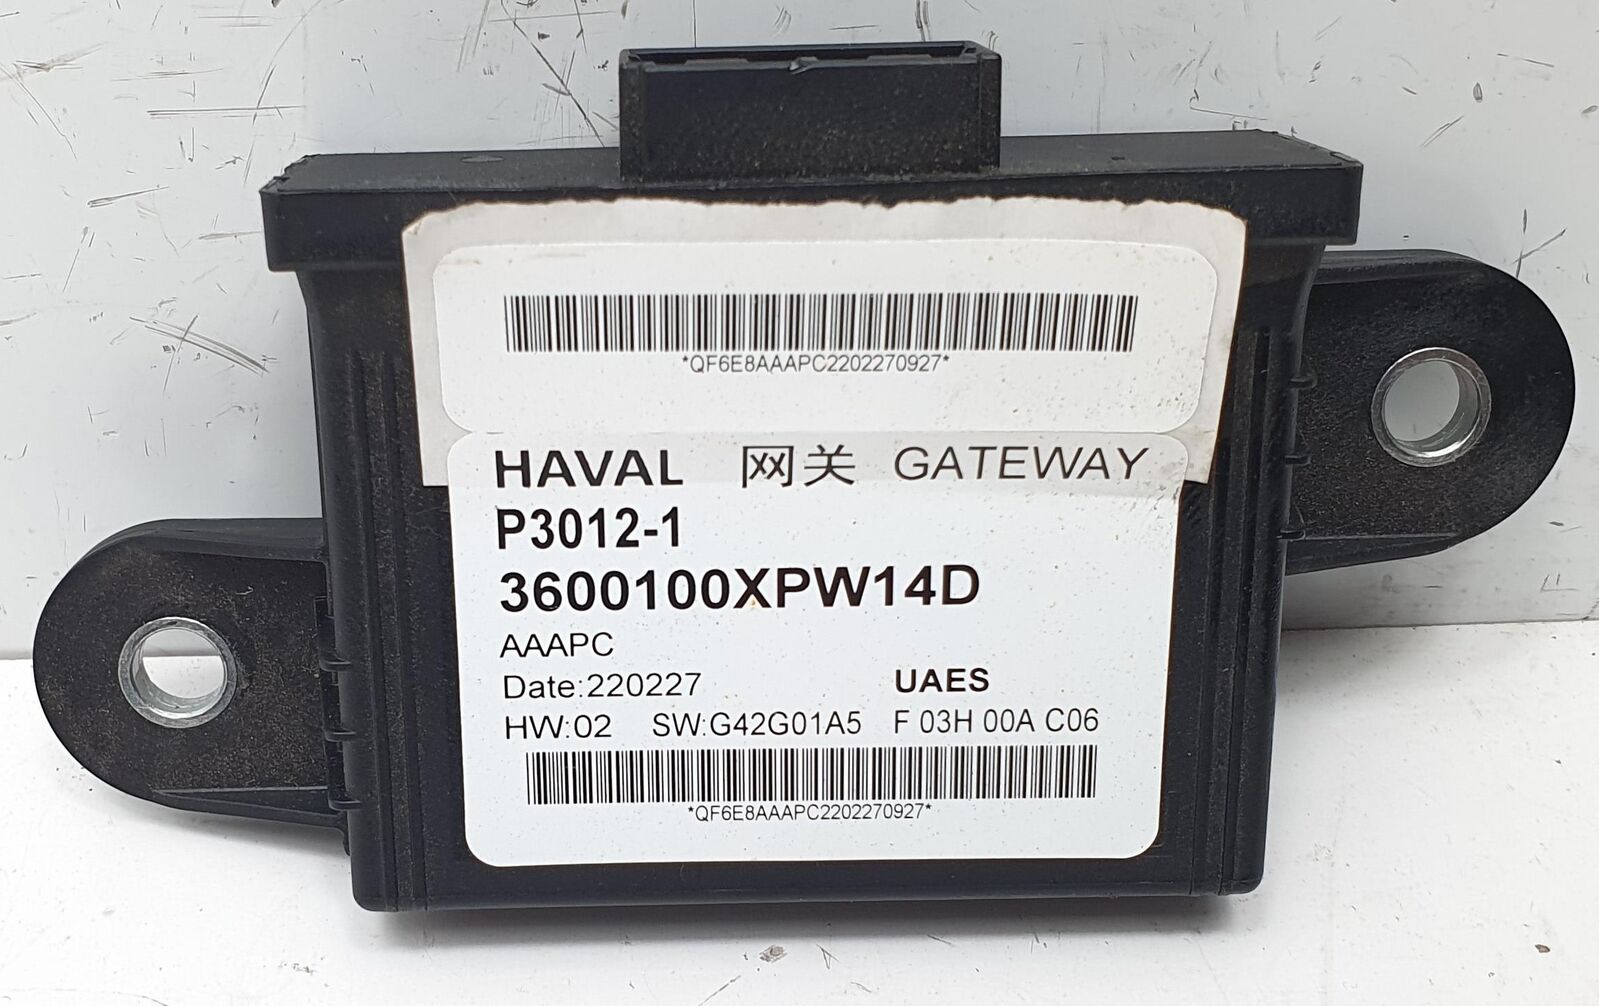 *QF6E8AAAPC2202270927*
HAVAL 网关 GATEWAY
P3012-1
3600100XPW14D
AAAPC
Date:220227 UAES
HW:02 SW:G42G01A5 F 03H 00A C06
*QF6E8AAAPC2202270927*